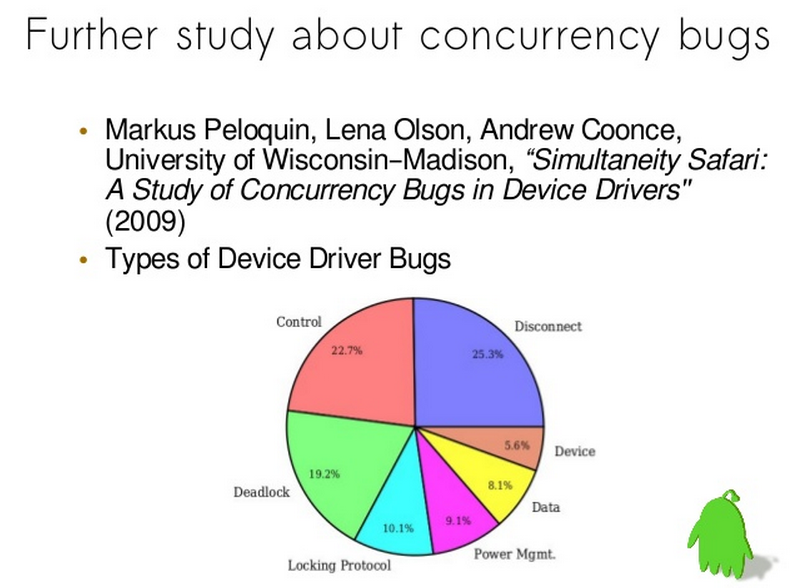 Further study about concurrency bugs
• Markus Peloquin, Lena Olson, Andrew Coonce,
University of Wisconsin–Madison, “Simultaneity Safari:
A Study of Concurrency Bugs in Device Drivers"
(2009)
• Types of Device Driver Bugs
Control
Disconnect
22.7%
25.3%
5.6%
Device
19.2%
8.1%
Deadlock
Data
10.1%
9.1%
Power Mgmt.
Locking Protocol